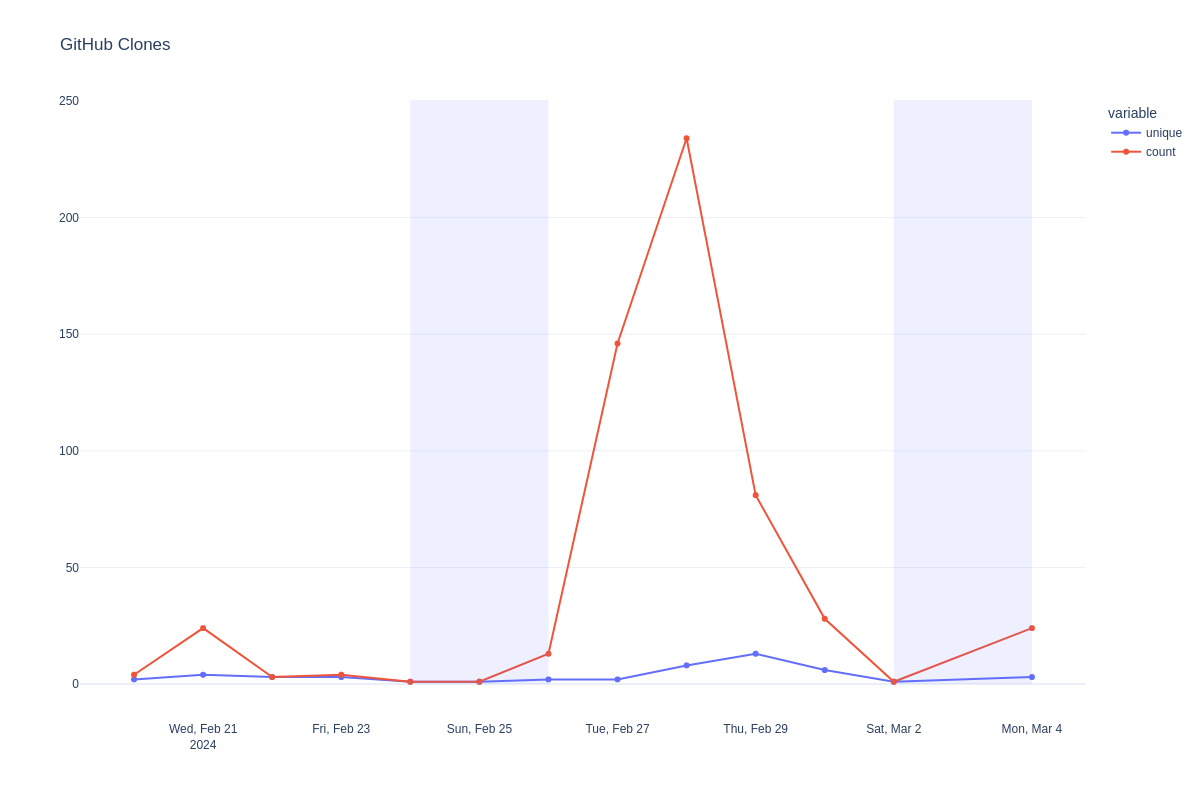 GitHub Clones
250
200
150
100
50
0
Wed, Feb 21
2024
Fri, Feb 23
Sun, Feb 25
Tue, Feb 27
Thu, Feb 29
Sat, Mar 2
Mon, Mar 4
variable
unique
count